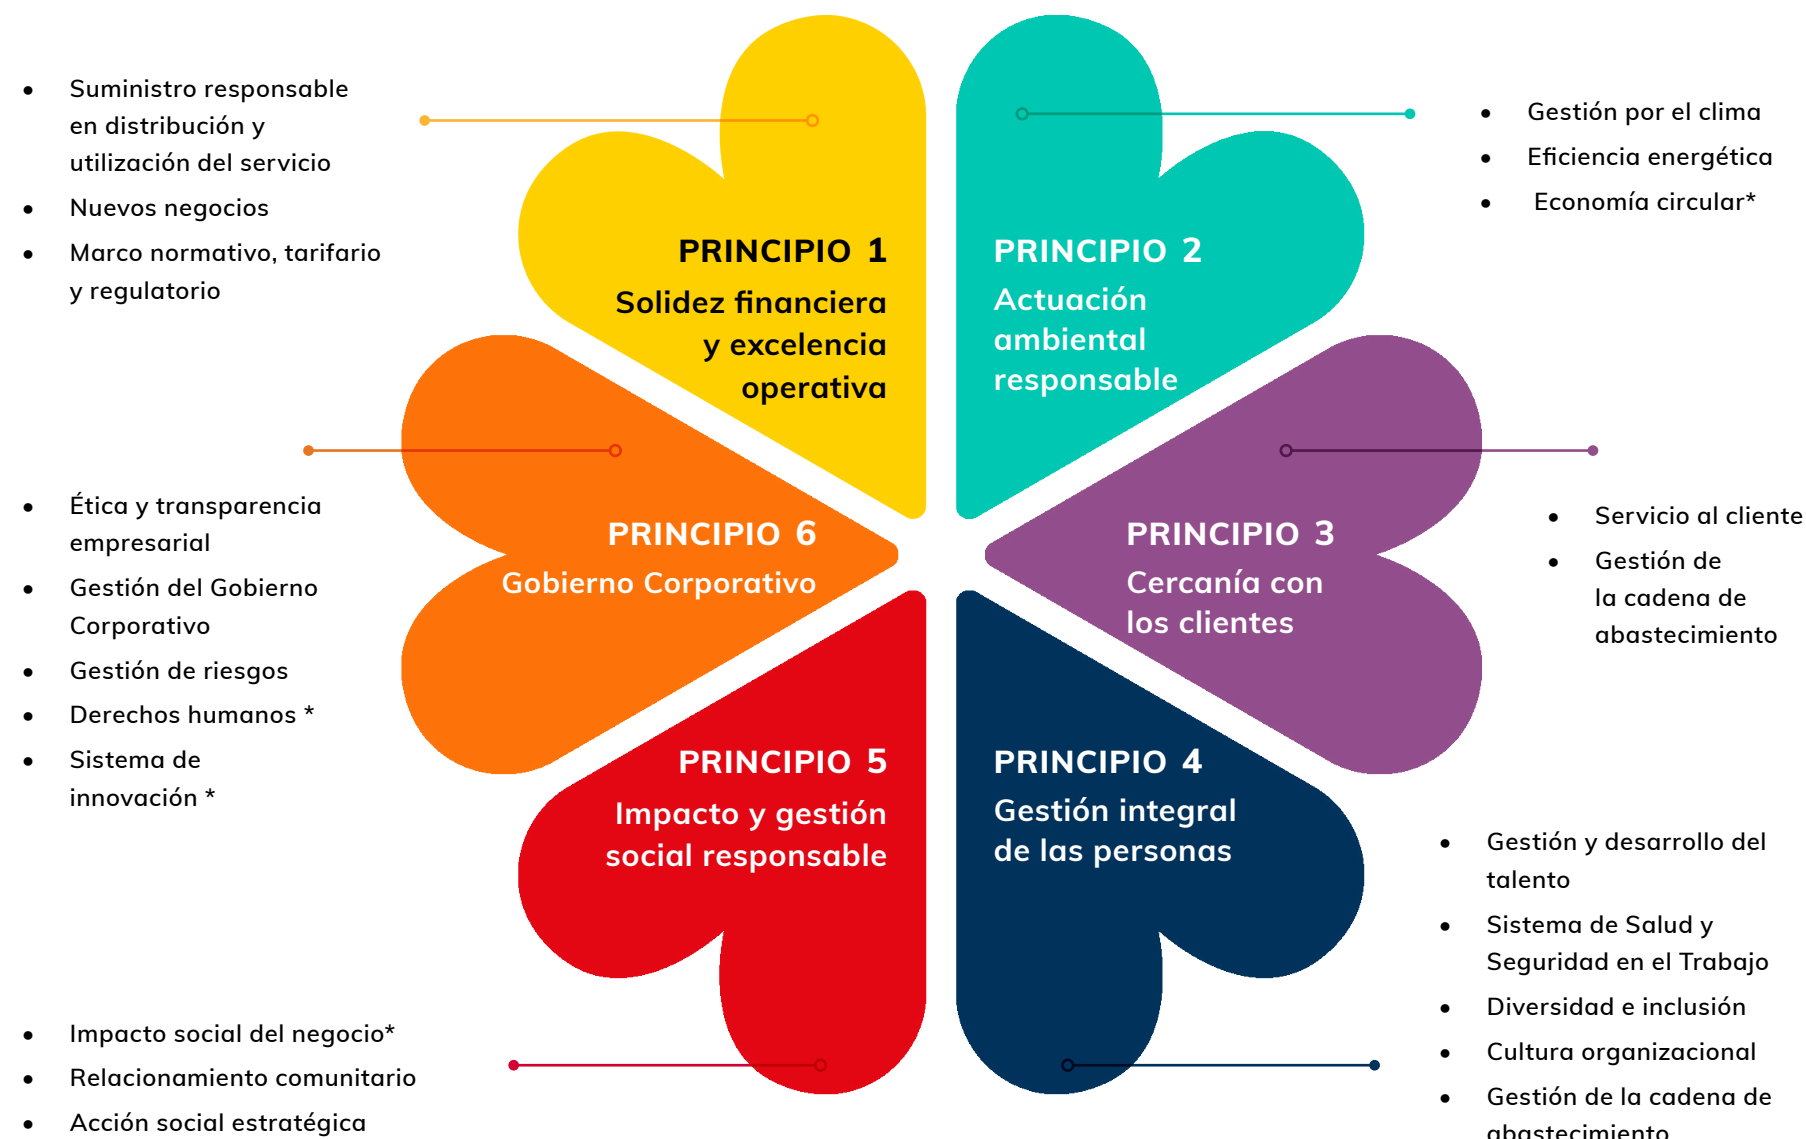 • Suministro responsable
en distribución y
utilización del servicio
• Nuevos negocios
• Marco normativo, tarifario
y regulatorio
PRINCIPIO 1
Solidez financiera
y excelencia
operativa
PRINCIPIO 2
Actuación
ambiental
responsable
• Gestión por el clima
• Eficiencia energética
• Economía circular*
• Ética y transparencia
empresarial
• Gestión del Gobierno
Corporativo
• Gestión de riesgos
• Derechos humanos *
• Sistema de
innovación *
PRINCIPIO 6
Gobierno Corporativo
PRINCIPIO 3
Cercanía con
los clientes
• Servicio al cliente
• Gestión de
la cadena de
abastecimiento
PRINCIPIO 5
Impacto y gestión
social responsable
PRINCIPIO 4
Gestión integral
de las personas
• Gestión y desarrollo del
talento
• Sistema de Salud y
Seguridad en el Trabajo
• Diversidad e inclusión
• Cultura organizacional
• Gestión de la cadena de
abastecimiento
• Impacto social del negocio*
• Relacionamiento comunitario
• Acción social estratégica